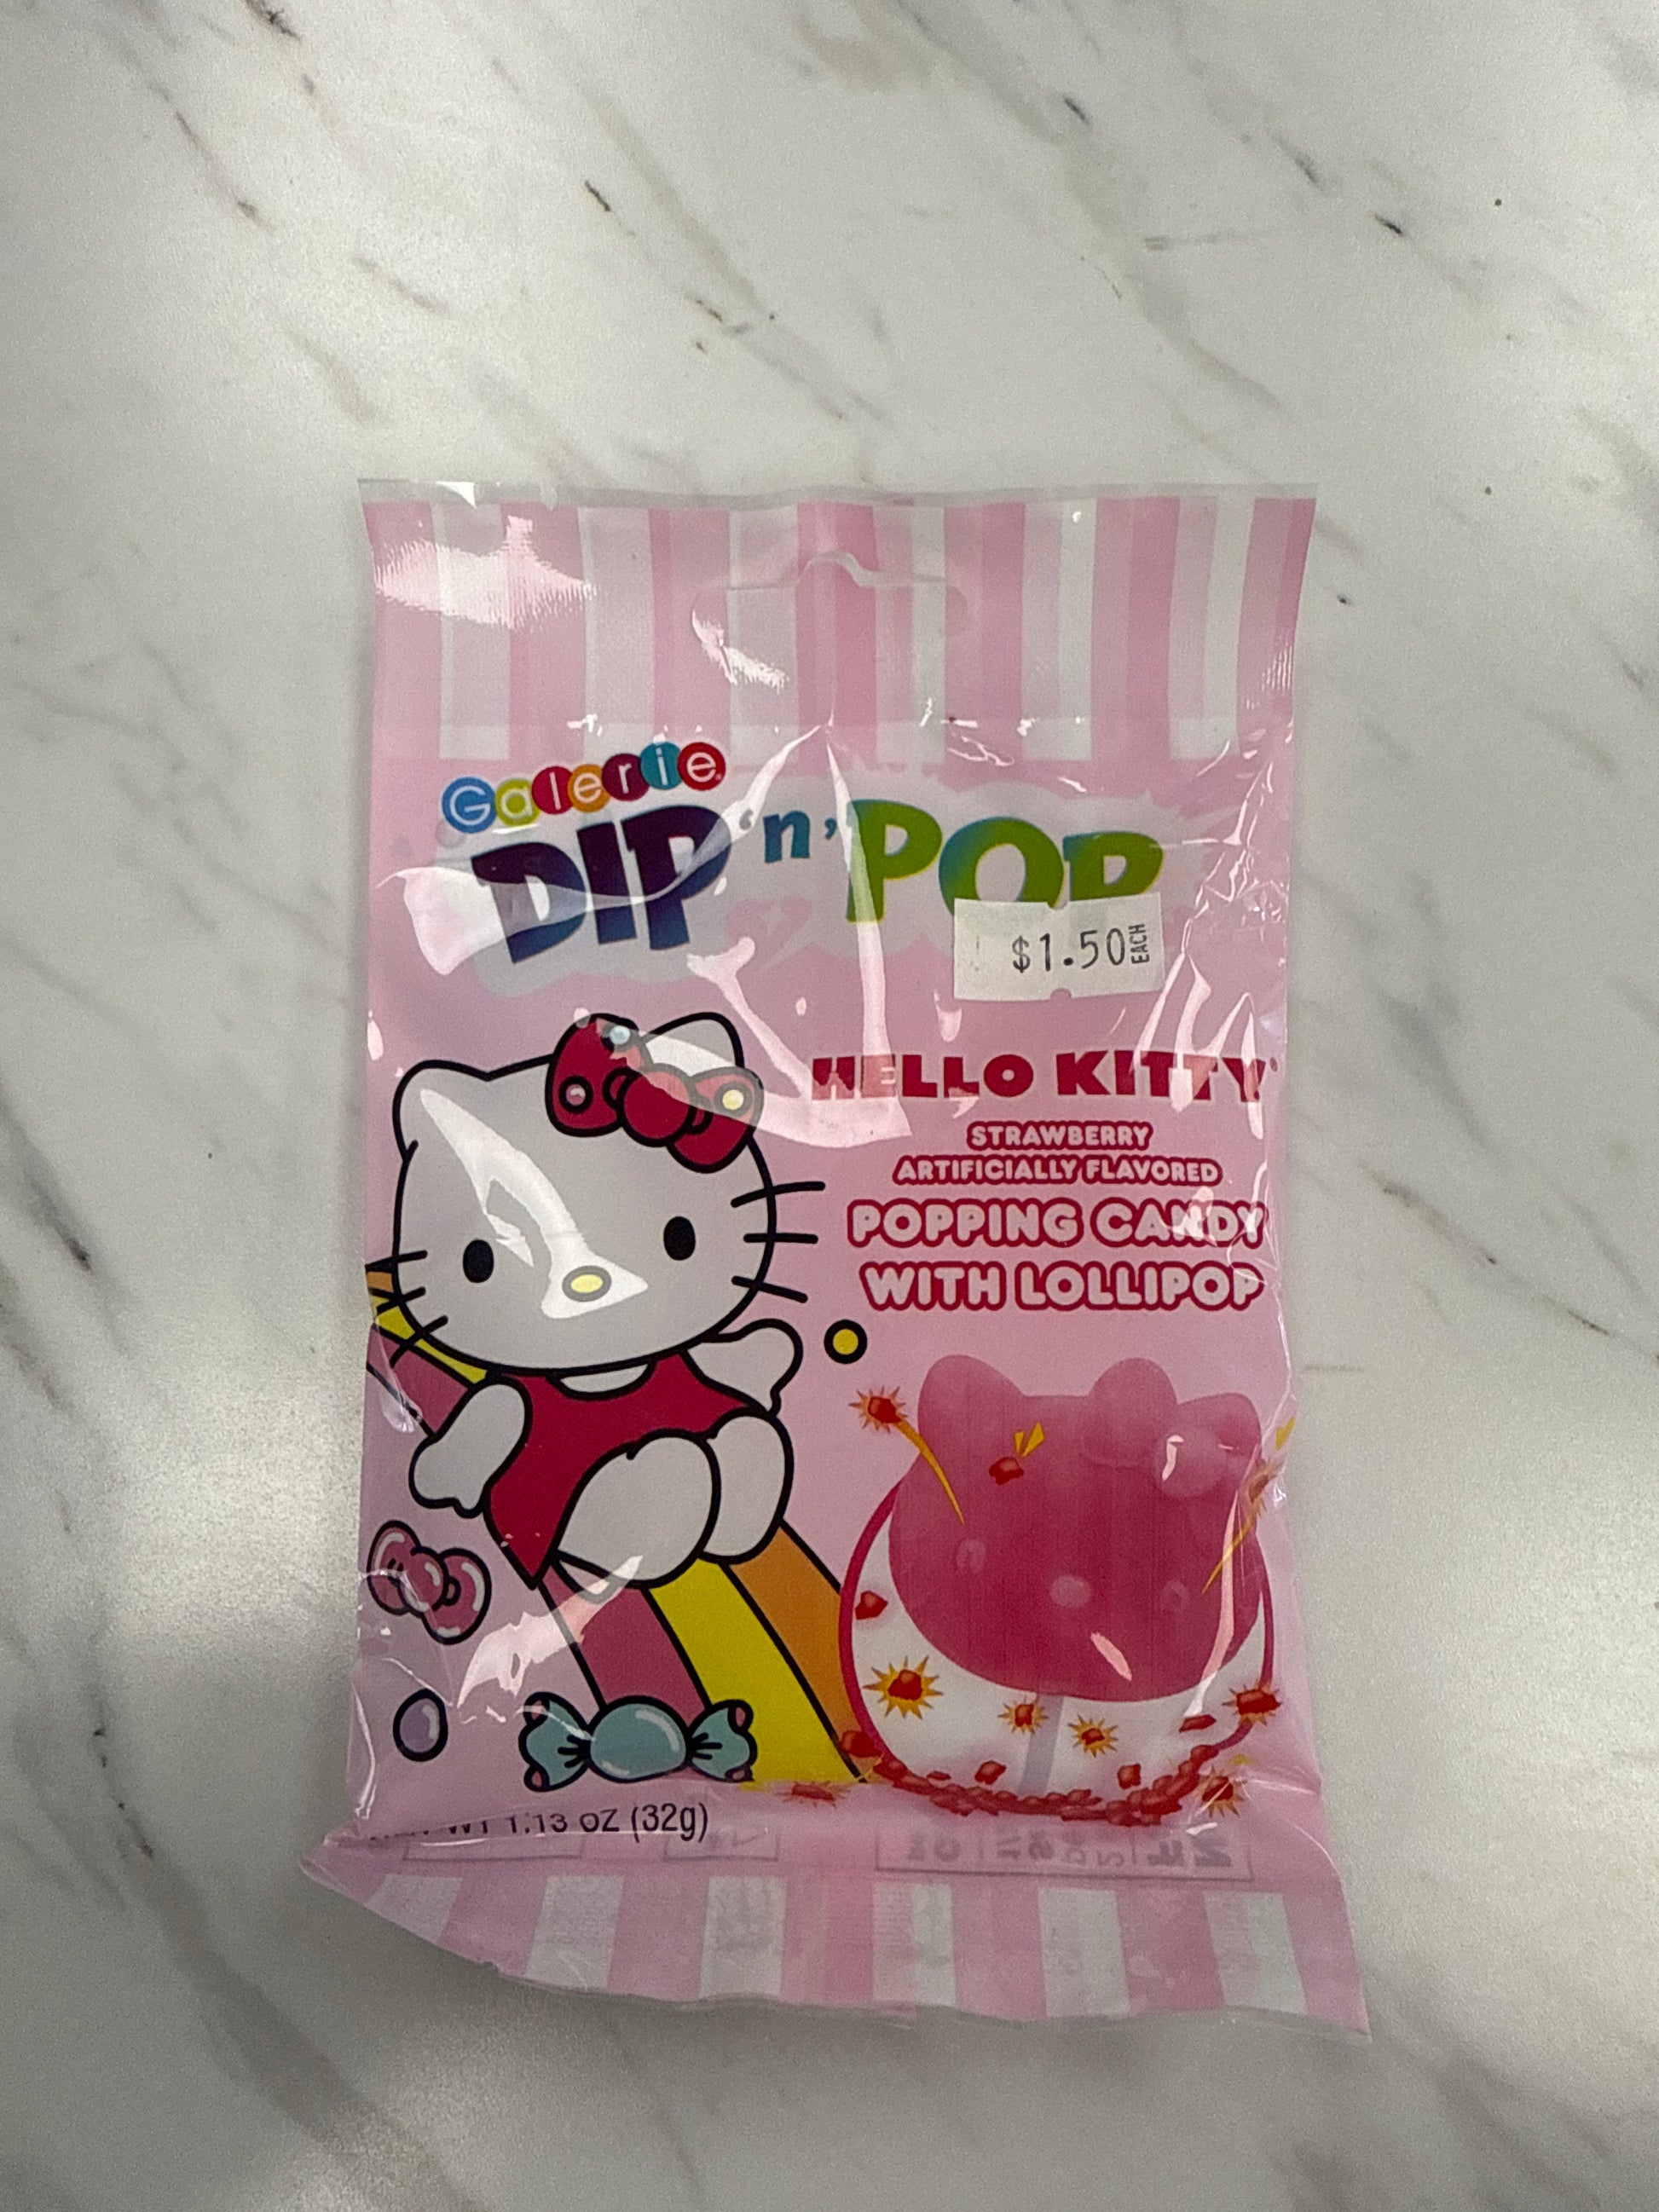 Galerie
DIP 'n' POP
$1.50 EACH
HELLO KITTY
STRAWBERRY
ARTIFICIALLY FLAVORED
POPPING CANDY
WITH LOLLIPOP
WT 1.13 OZ (32g)